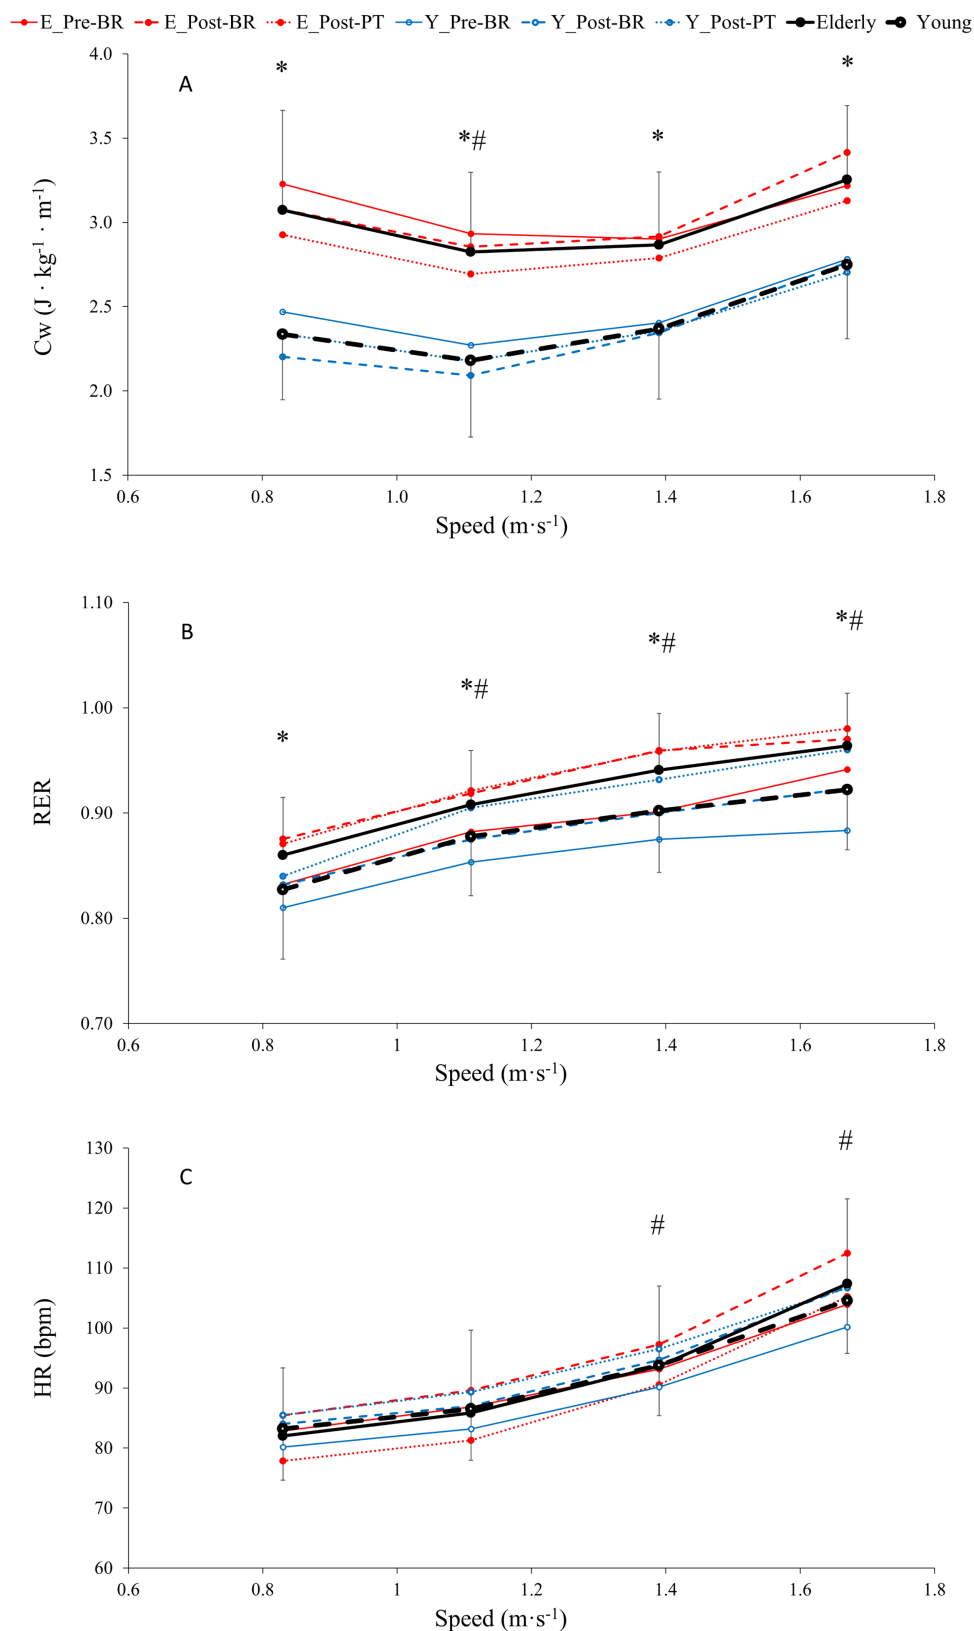 E_Pre-BR E_Post-BR E_Post-PT Y_Pre-BR Y_Post-BR Y_Post-PT Elderly Young
A
Cw (J · kg⁻¹ · m⁻¹)
4.0
3.5
3.0
2.5
2.0
1.5
* *# * *
0.6 0.8 1.0 1.2 1.4 1.6 1.8
Speed (m·s⁻¹)
B
RER
1.10
1.00
0.90
0.80
0.70
* *# *# *#
0.6 0.8 1 1.2 1.4 1.6 1.8
Speed (m·s⁻¹)
C
HR (bpm)
130
120
110
100
90
80
70
60
# #
0.6 0.8 1 1.2 1.4 1.6 1.8
Speed (m·s⁻¹)